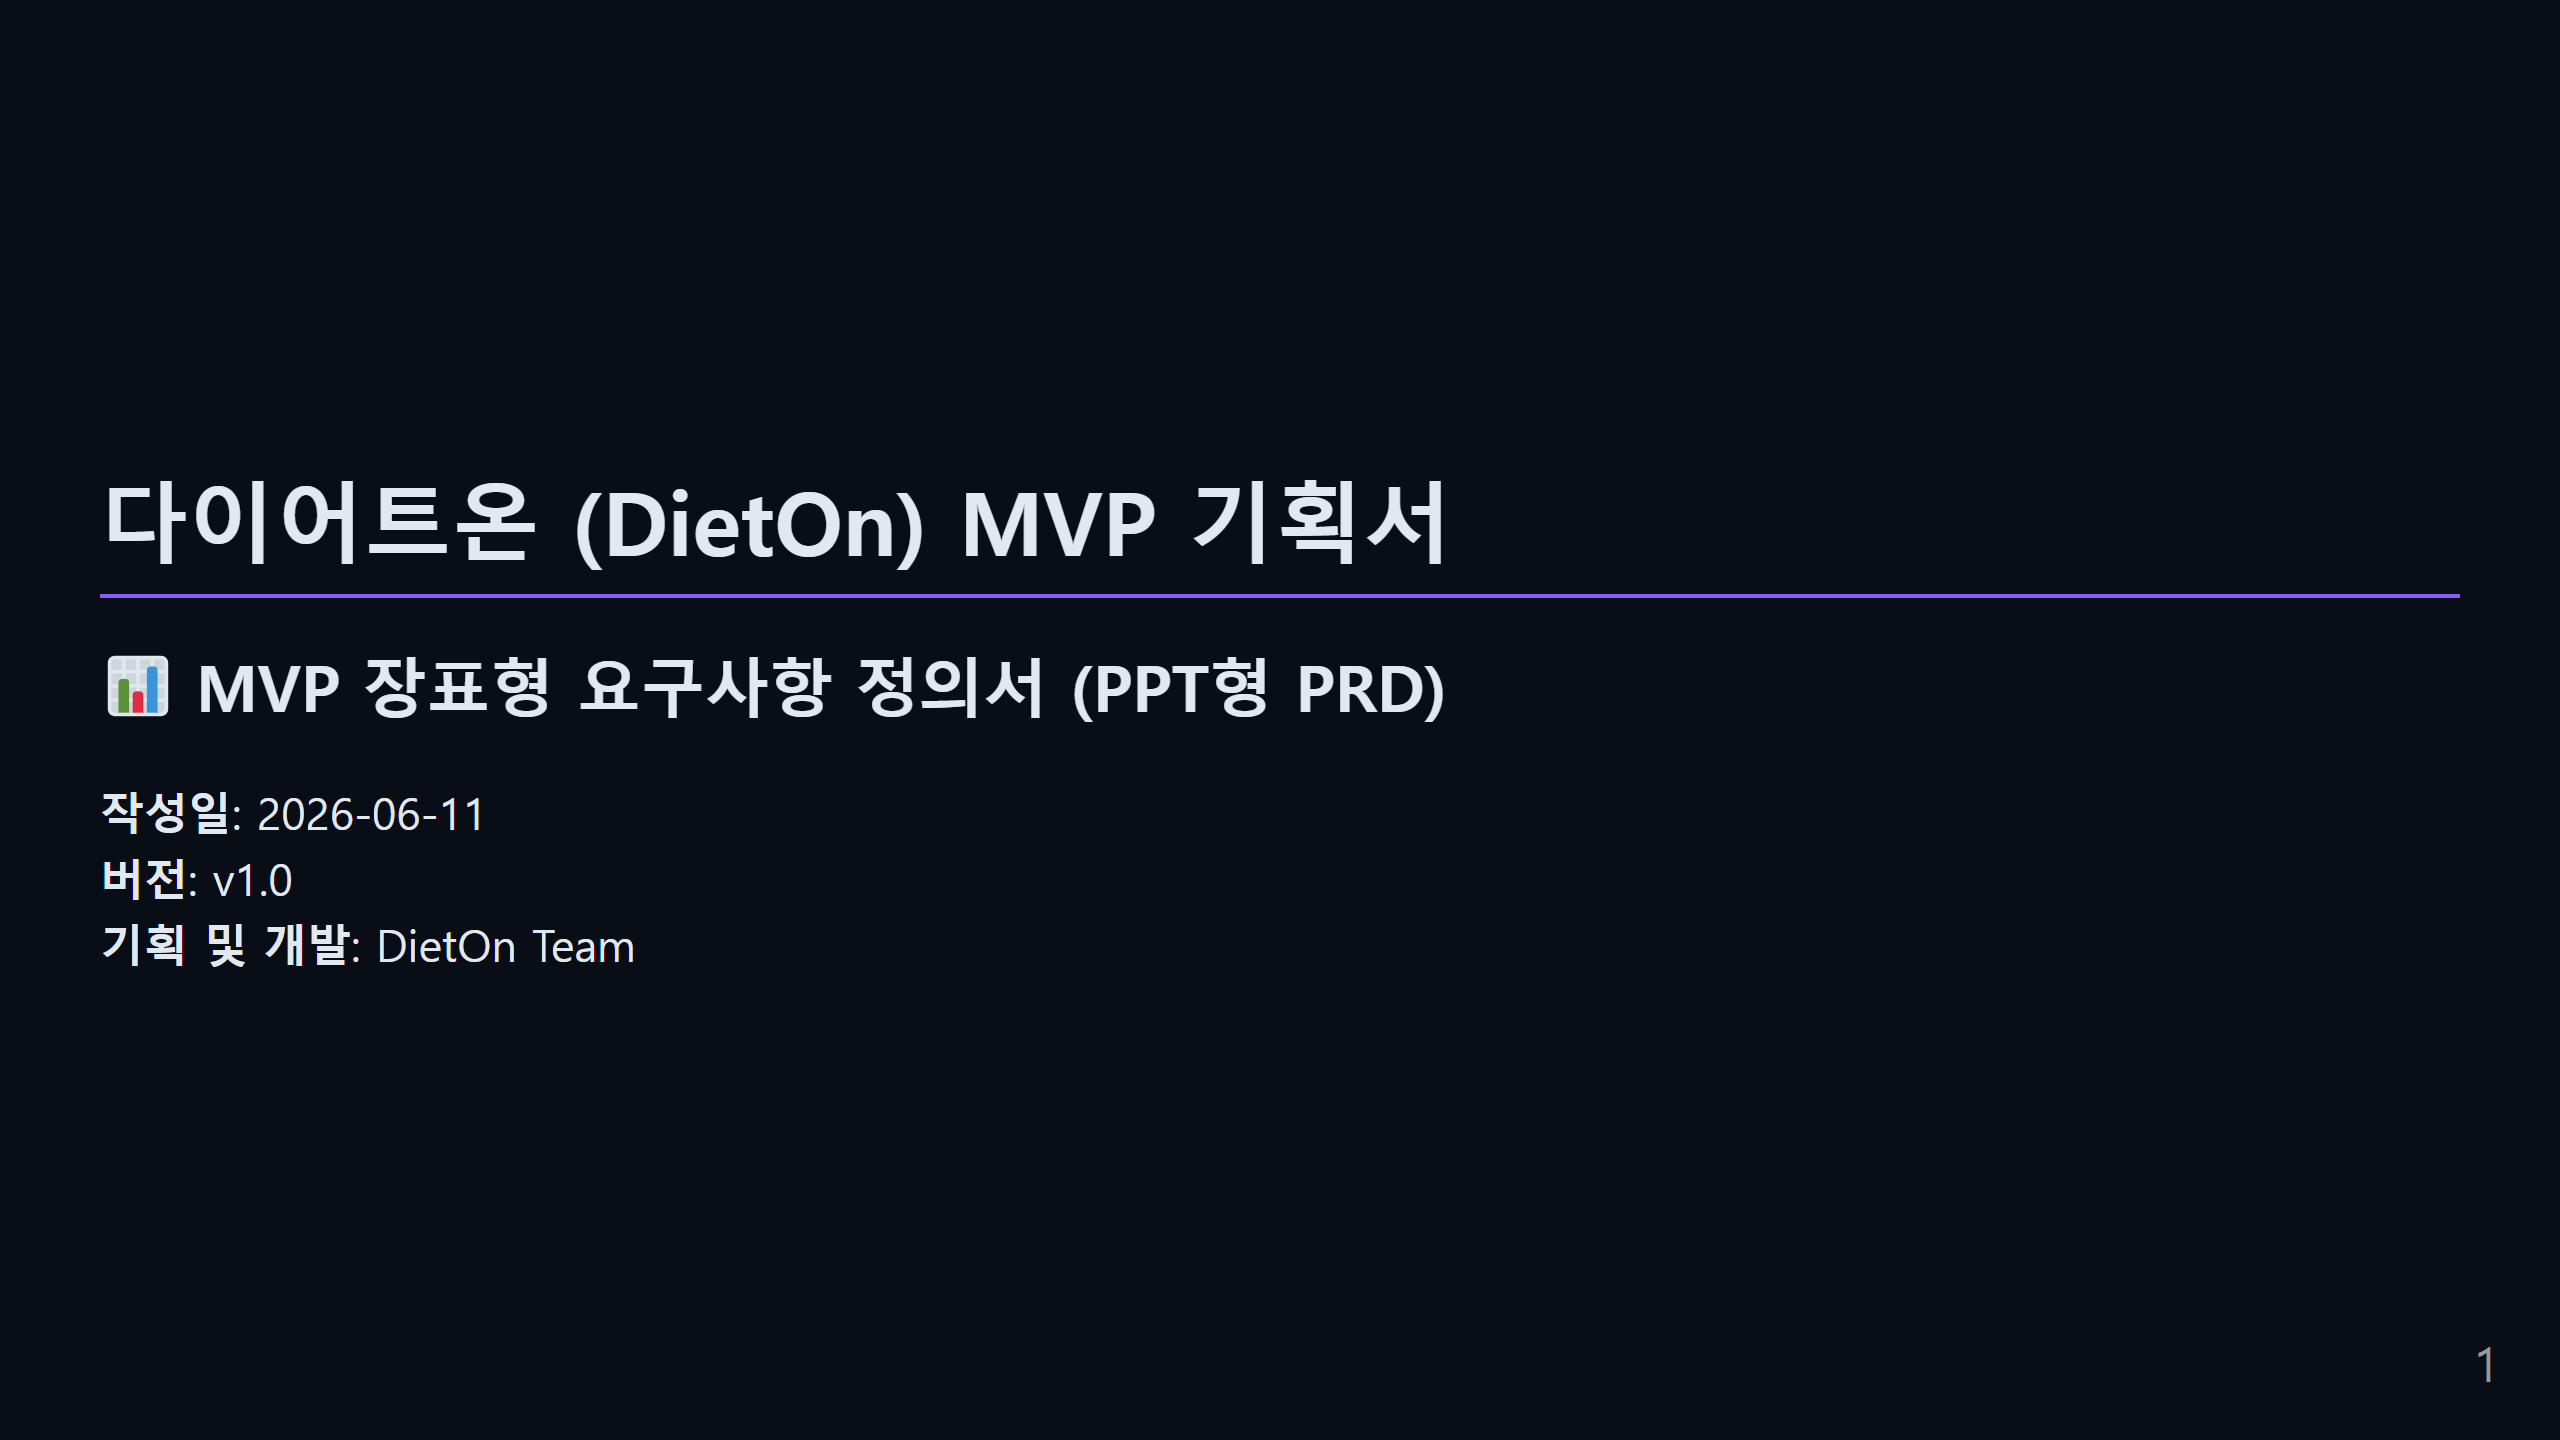 다이어트온 (DietOn) MVP 기획서
📊 MVP 장표형 요구사항 정의서 (PPT형 PRD)
작성일: 2026-06-11
버전: v1.0
기획 및 개발: DietOn Team
1